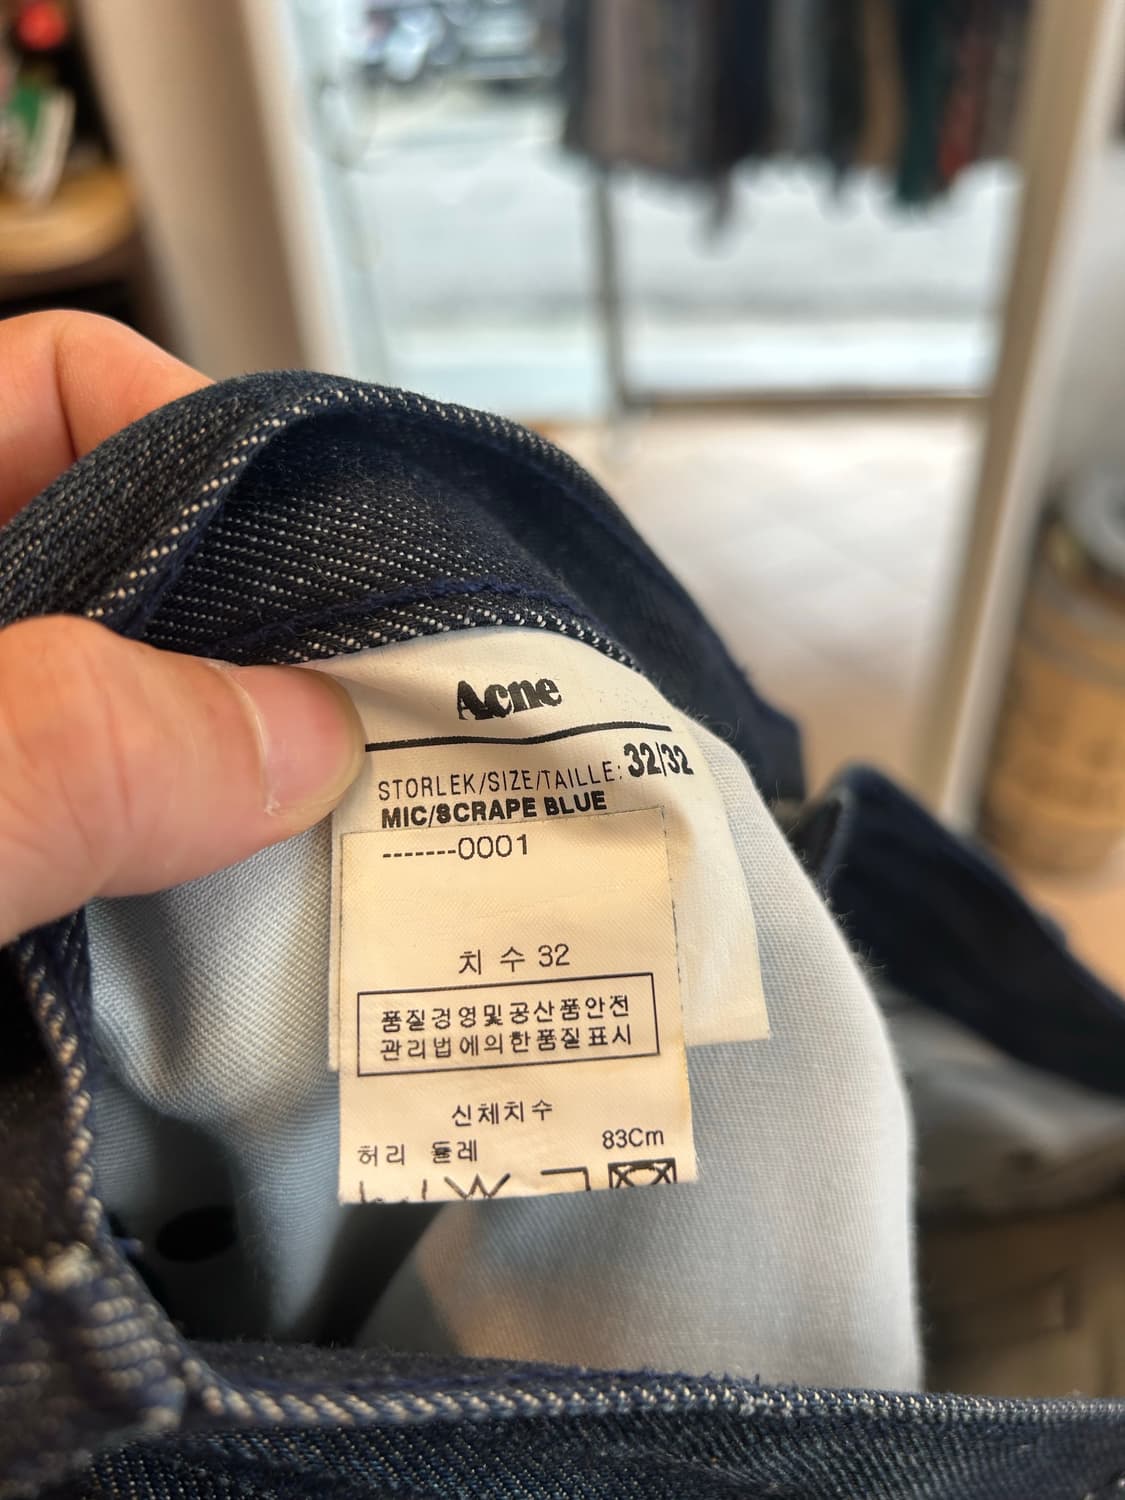 Acne
STORLEK/SIZE/TAILLE: 32/32
MIC/SCRAPE BLUE
-------0001
치 수 32
품질경영및공산품안전
관리법에의한품질표시
신체치수
허리 둘레 83Cm